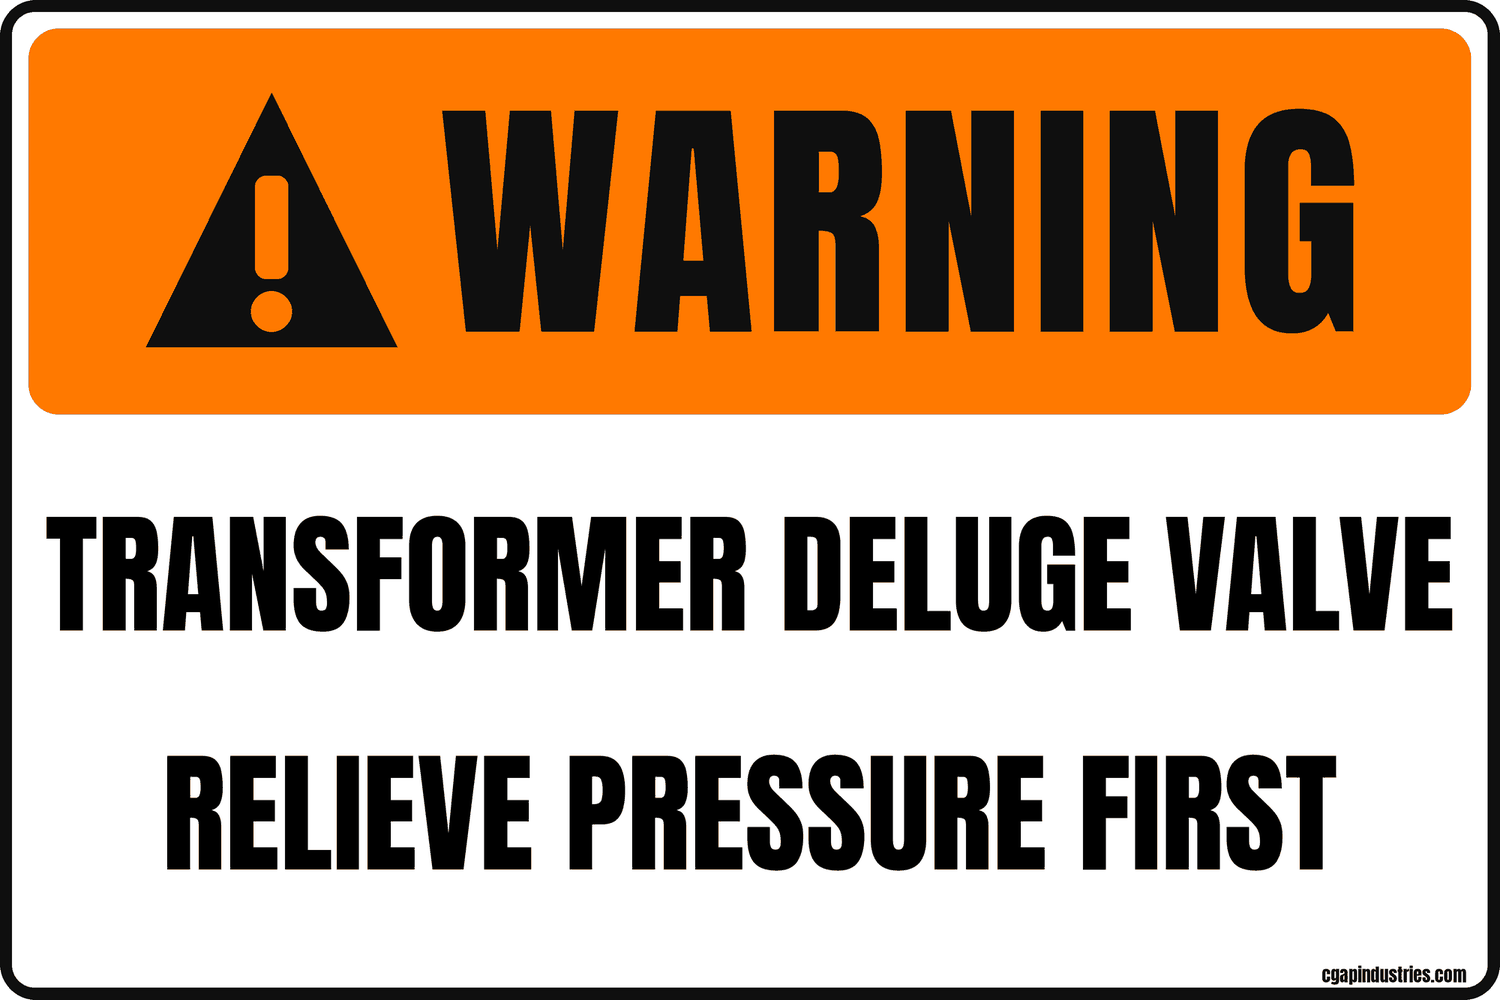 WARNING
TRANSFORMER DELUGE VALVE
RELIEVE PRESSURE FIRST
cgapindustries.com